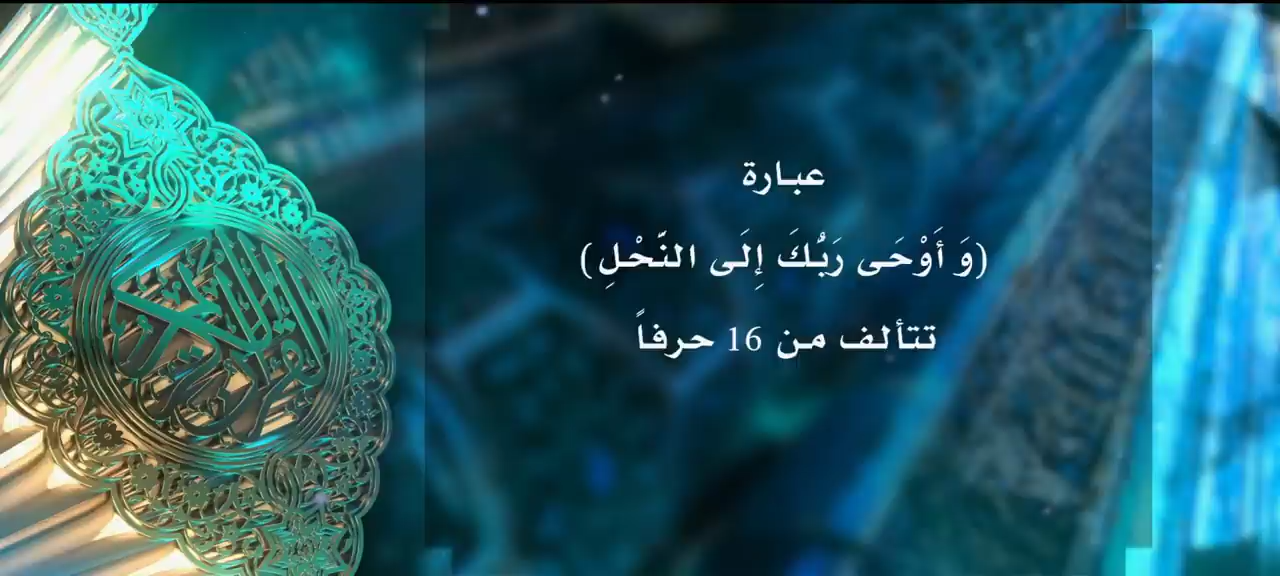 عبارة
(وَ أَوْحَى رَبُّكَ إِلَى النَّحْلِ)
تتألف من 16 حرفاً